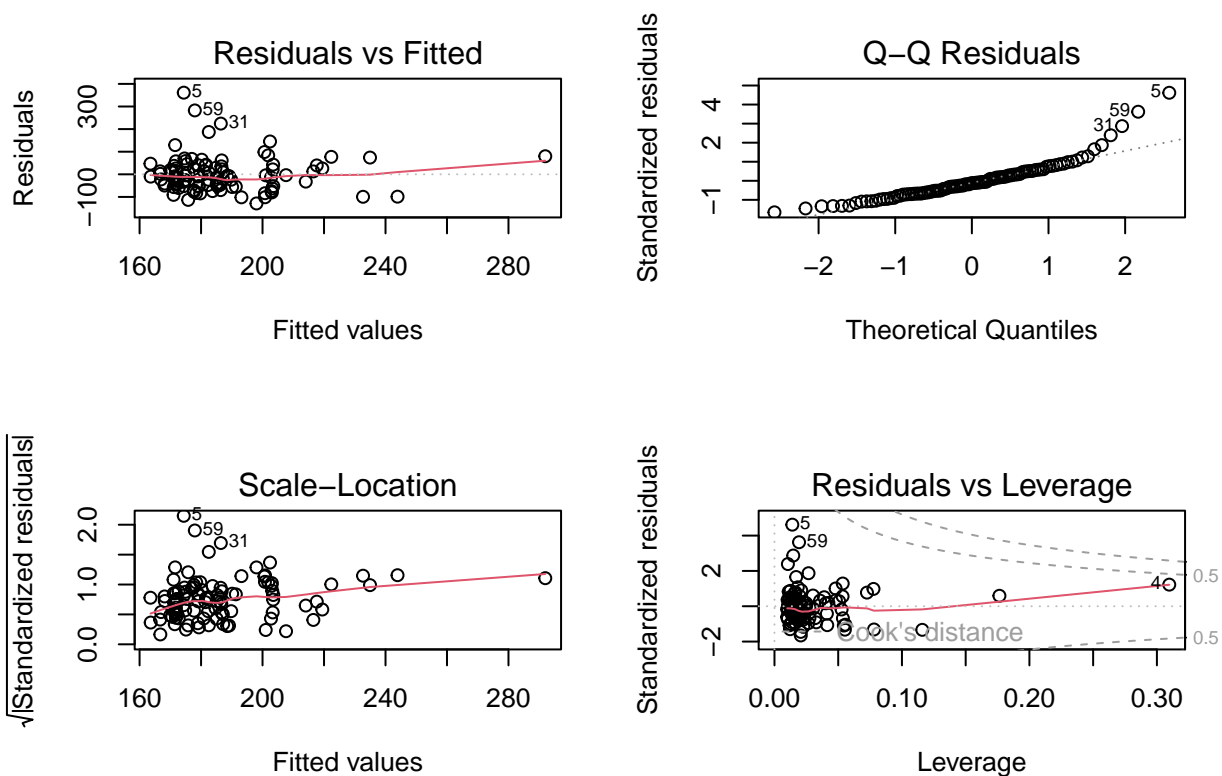 Residuals vs Fitted
Residuals
300
−100
5
59
31
160 200 240 280
Fitted values
Q−Q Residuals
Standardized residuals
4
2
−1
5
59
31
−2 −1 0 1 2
Theoretical Quantiles
Scale−Location
√|Standardized residuals|
2.0
1.0
0.0
5
59
31
160 200 240 280
Fitted values
Residuals vs Leverage
Standardized residuals
2
−2
5
59
4
0.5
0.5
Cook's distance
0.00 0.10 0.20 0.30
Leverage